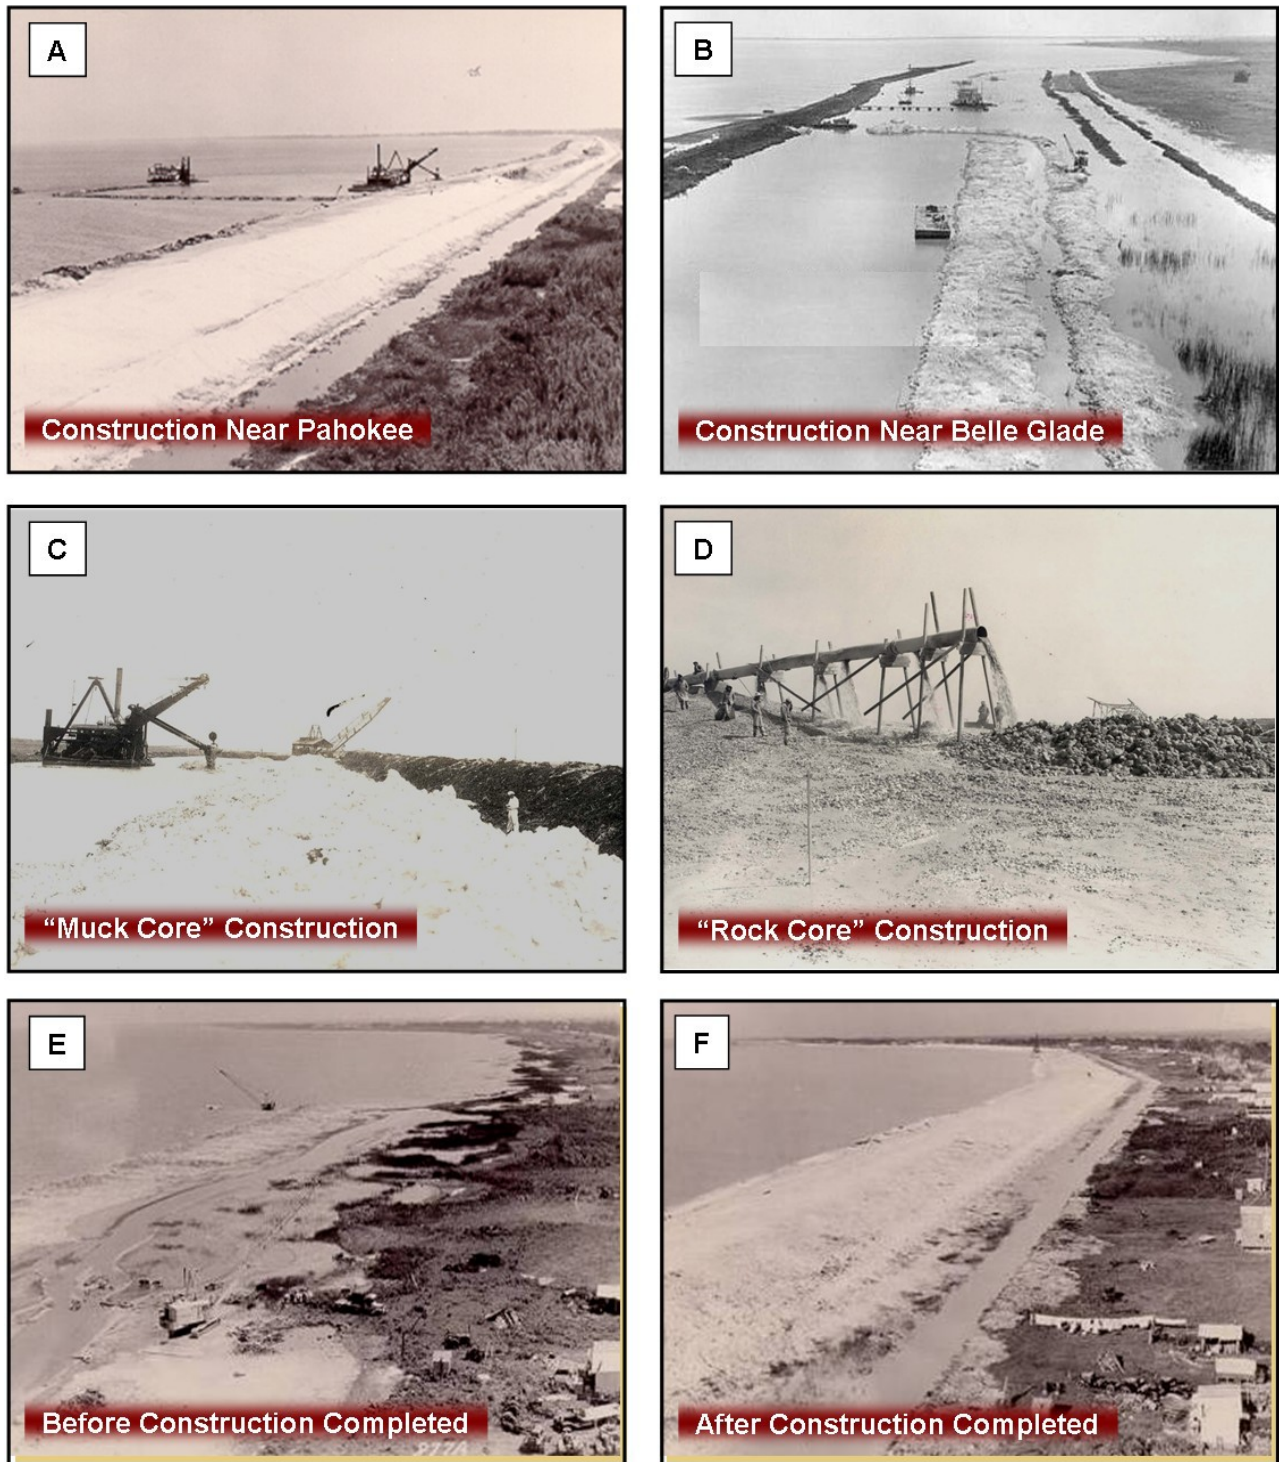 A
Construction Near Pahokee
B
Construction Near Belle Glade
C
“Muck Core” Construction
D
“Rock Core” Construction
E
Before Construction Completed
877A
F
After Construction Completed